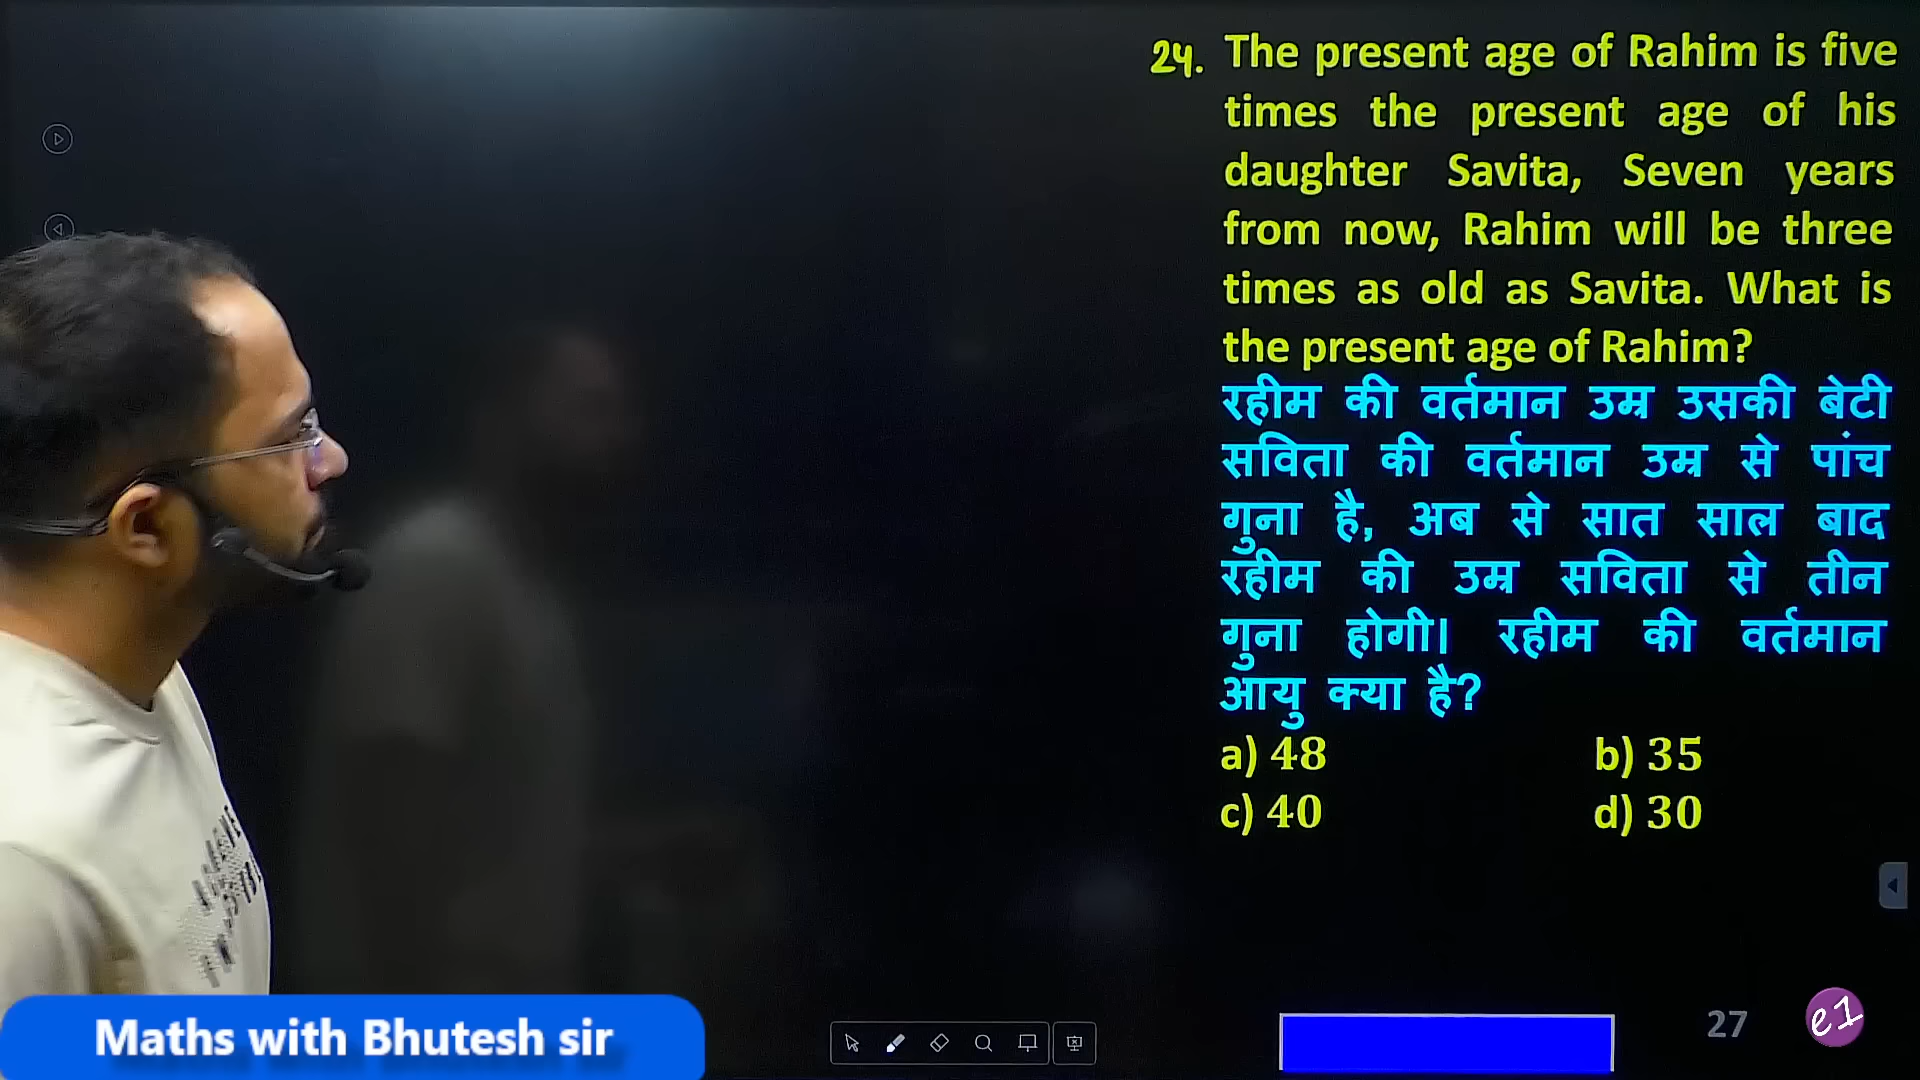 24. The present age of Rahim is five
times the present age of his
daughter Savita, Seven years
from now, Rahim will be three
times as old as Savita. What is
the present age of Rahim?
रहीम की वर्तमान उम्र उसकी बेटी
सविता की वर्तमान उम्र से पांच
गुना है, अब से सात साल बाद
रहीम की उम्र सविता से तीन
गुना होगी। रहीम की वर्तमान
आयु क्या है?
a) 48 b) 35
c) 40 d) 30
Maths with Bhutesh sir
27
e1